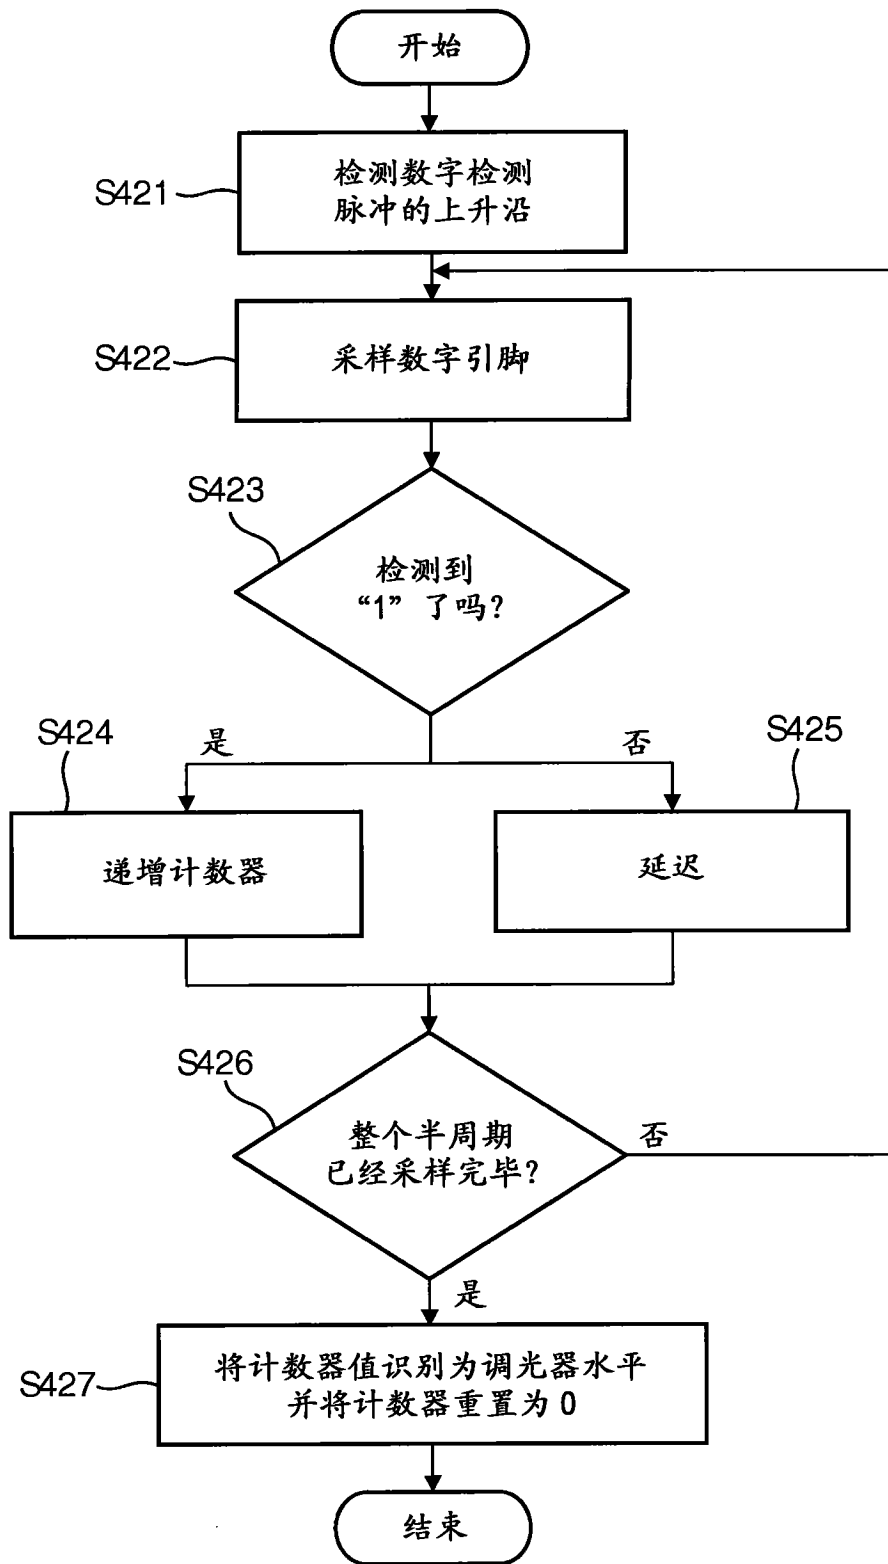 开始
S421
检测数字检测
脉冲的上升沿
S422
采样数字引脚
S423
检测到
“1”了吗?
S424
是
否
S425
递增计数器
延迟
S426
整个半周期
已经采样完毕?
否
是
S427
将计数器值识别为调光器水平
并将计数器重置为 0
结束